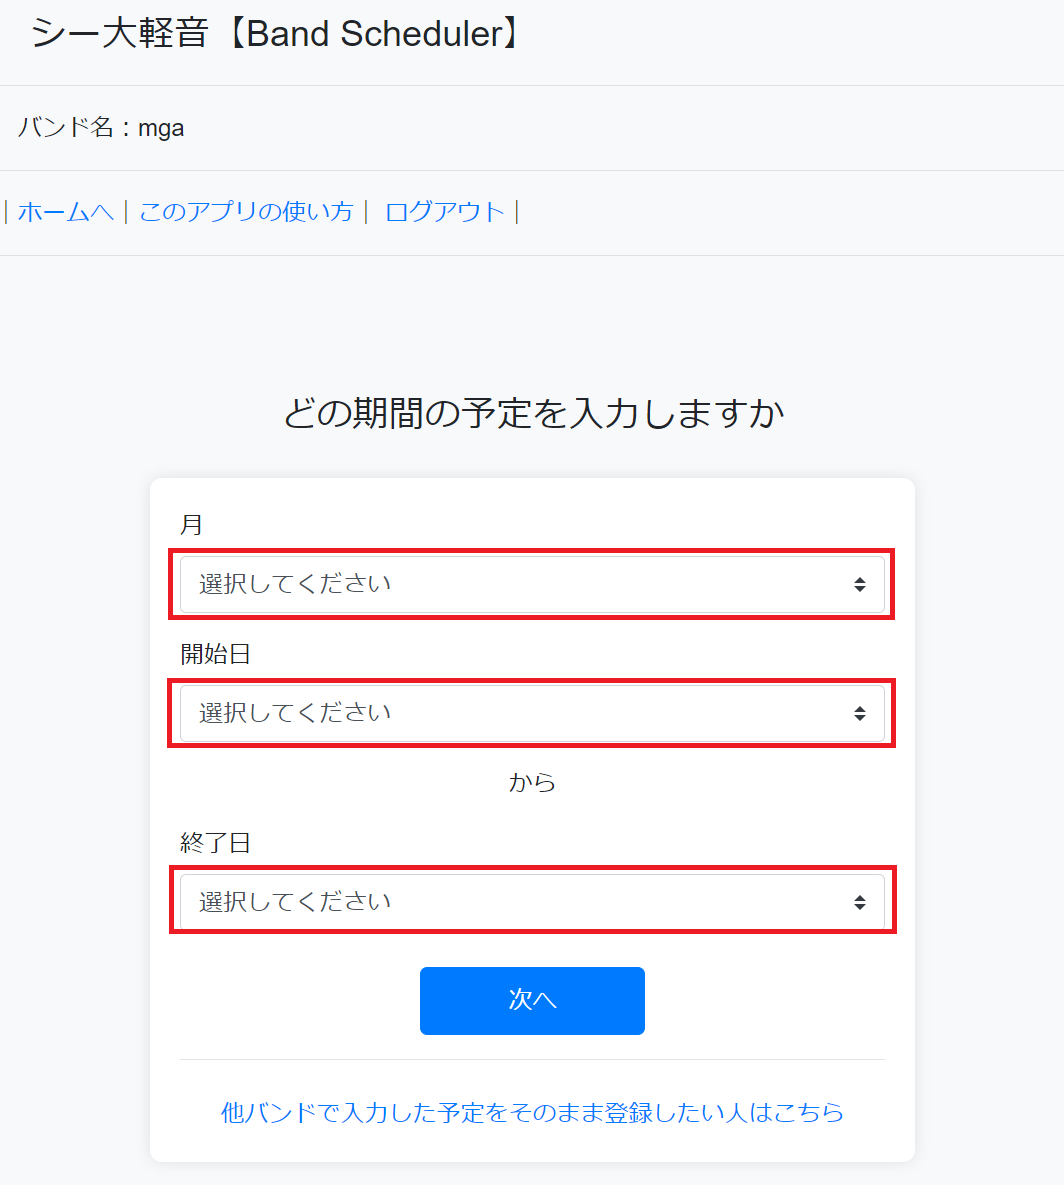 シー大軽音【Band Scheduler】
バンド名：mga
| ホームへ | このアプリの使い方 | ログアウト |
どの期間の予定を入力しますか
月
選択してください
開始日
選択してください
から
終了日
選択してください
次へ
他バンドで入力した予定をそのまま登録したい人はこちら